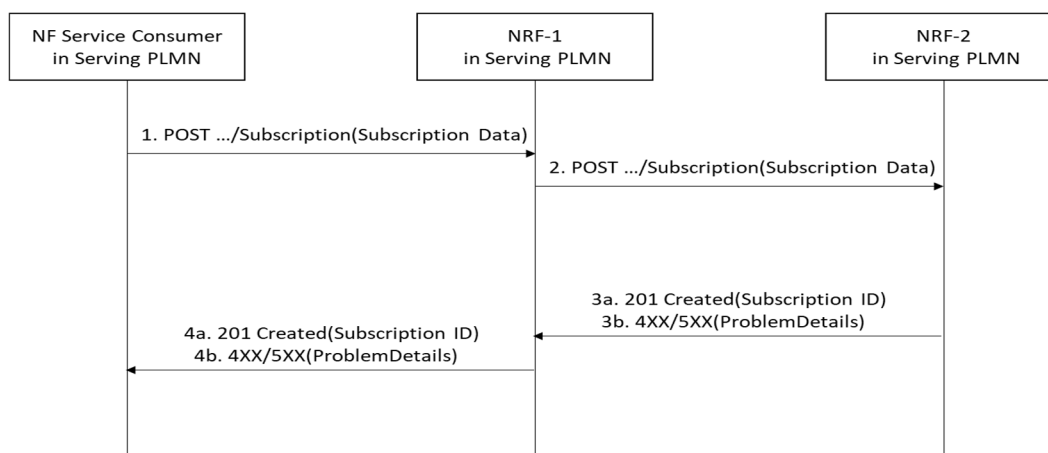 NF Service Consumer
in Serving PLMN
NRF-1
in Serving PLMN
NRF-2
in Serving PLMN
1. POST .../Subscription(Subscription Data)
2. POST .../Subscription(Subscription Data)
3a. 201 Created(Subscription ID)
3b. 4XX/5XX(ProblemDetails)
4a. 201 Created(Subscription ID)
4b. 4XX/5XX(ProblemDetails)